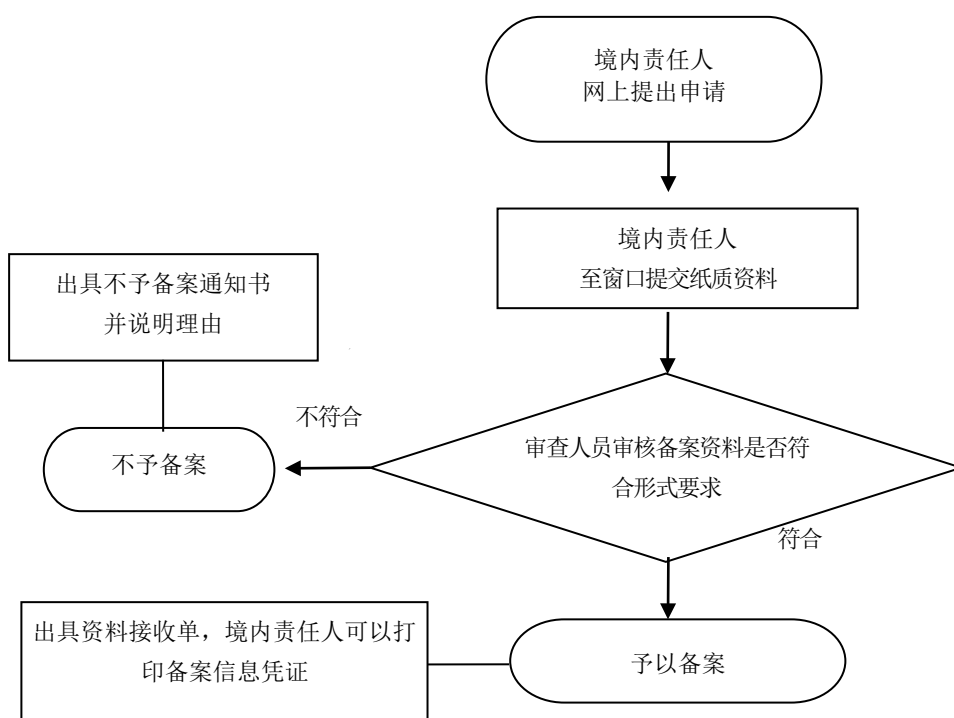 境内责任人
网上提出申请
境内责任人
至窗口提交纸质资料
出具不予备案通知书
并说明理由
不符合
不予备案
审查人员审核备案资料是否符
合形式要求
符合
出具资料接收单，境内责任人可以打
印备案信息凭证
予以备案